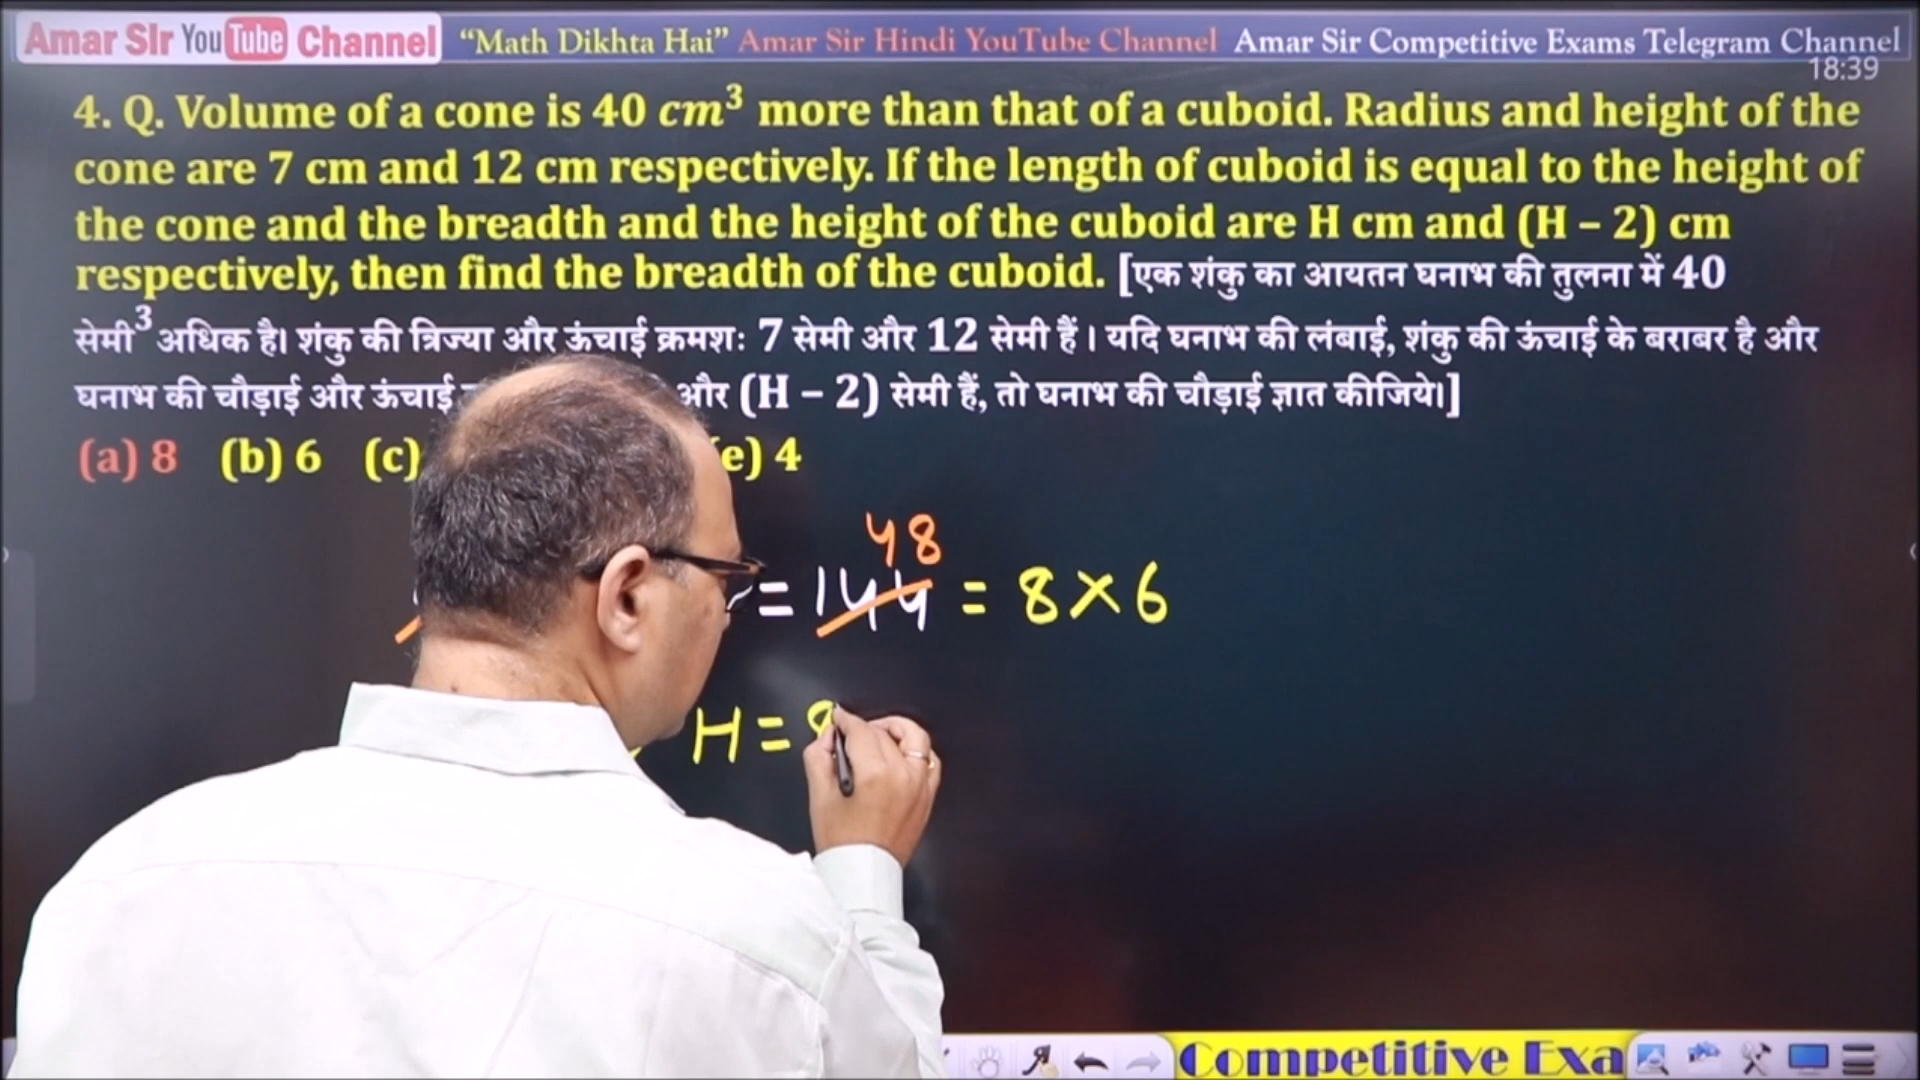 Amar SIr YouTube Channel “Math Dikhta Hai” Amar Sir Hindi YouTube Channel Amar Sir Competitive Exams Telegram Channel
18:39
4. Q. Volume of a cone is 40 cm³ more than that of a cuboid. Radius and height of the
cone are 7 cm and 12 cm respectively. If the length of cuboid is equal to the height of
the cone and the breadth and the height of the cuboid are H cm and (H – 2) cm
respectively, then find the breadth of the cuboid. [एक शंकु का आयतन घनाभ की तुलना में 40
सेमी³ अधिक है। शंकु की त्रिज्या और ऊंचाई क्रमशः 7 सेमी और 12 सेमी हैं। यदि घनाभ की लंबाई, शंकु की ऊंचाई के बराबर है और
घनाभ की चौड़ाई और ऊंचाई और (H – 2) सेमी हैं, तो घनाभ की चौड़ाई ज्ञात कीजिये।]
(a) 8 (b) 6 (c) e) 4
48
= 144 = 8 × 6
H = 8
Competitive Exa